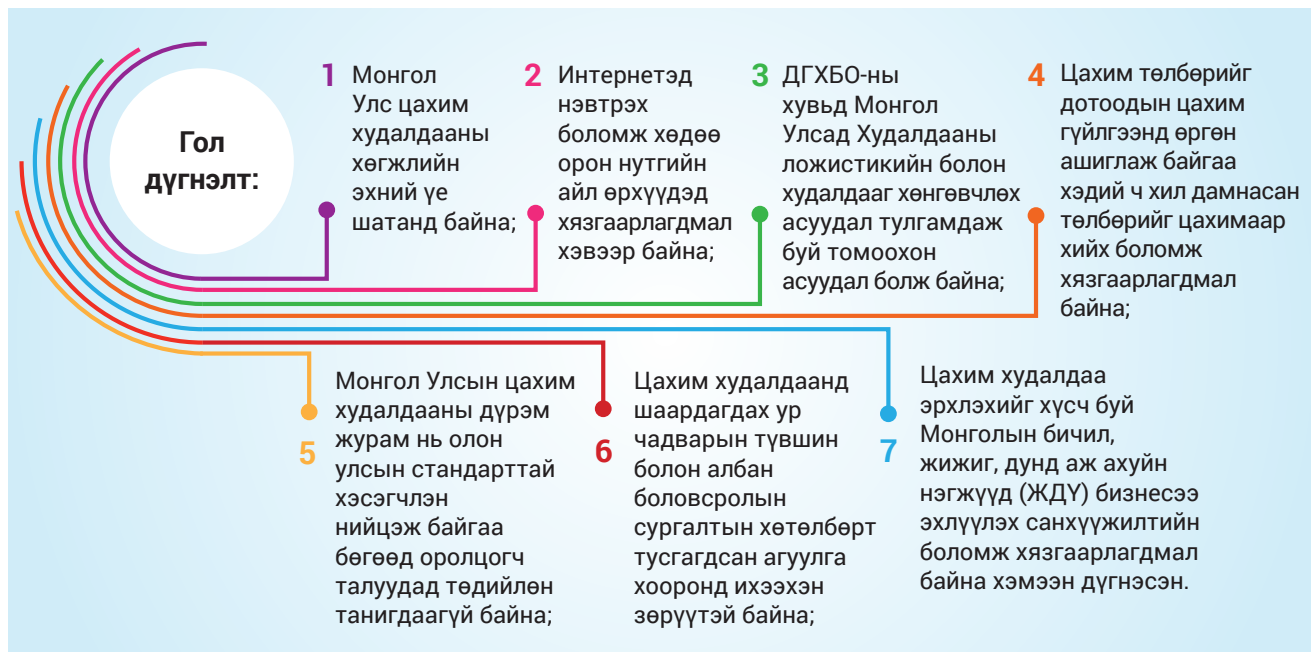 Гол
дүгнэлт:
1
Монгол
Улс цахим
худалдааны
хөгжлийн
эхний үе
шатанд байна;
2
Интернетэд
нэвтрэх
боломж хөдөө
орон нутгийн
айл өрхүүдэд
хязгаарлагдмал
хэвээр байна;
3
ДГХБО-ны
хувьд Монгол
Улсад Худалдааны
ложистикийн болон
худалдааг хөнгөвчлөх
асуудал тулгамдаж
буй томоохон
асуудал болж байна;
4
Цахим төлбөрийг
дотоодын цахим
гүйлгээнд өргөн
ашиглаж байгаа
хэдий ч хил дамнасан
төлбөрийг цахимаар
хийх боломж
хязгаарлагдмал
байна;
5
Монгол Улсын цахим
худалдааны дүрэм
журам нь олон
улсын стандарттай
хэсэгчлэн
нийцэж байгаа
бөгөөд оролцогч
талуудад төдийлөн
танигдаагүй байна;
6
Цахим худалдаанд
шаардагдах ур
чадварын түвшин
болон албан
боловсролын
сургалтын хөтөлбөрт
тусгагдсан агуулга
хооронд ихээхэн
зөрүүтэй байна;
7
Цахим худалдаа
эрхлэхийг хүсч буй
Монголын бичил,
жижиг, дунд аж ахуйн
нэгжүүд (ЖДҮ) бизнесээ
эхлүүлэх санхүүжилтийн
боломж хязгаарлагдмал
байна хэмээн дүгнэсэн.